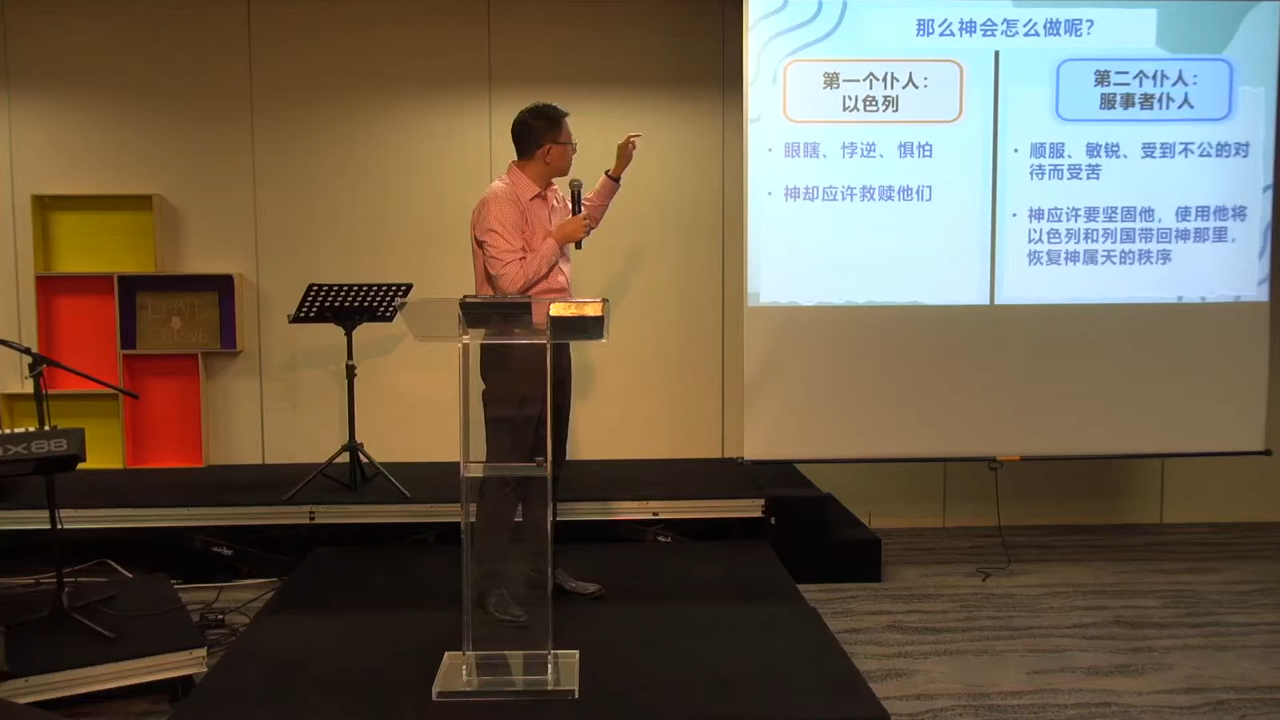 那么神会怎么做呢？
第一个仆人：
以色列
• 眼瞎、悖逆、惧怕
• 神却应许救赎他们
第二个仆人：
服事者仆人
• 顺服、敏锐、受到不公的对
待而受苦
• 神应许要坚固他，使用他将
以色列和列国带回神那里，
恢复神属天的秩序